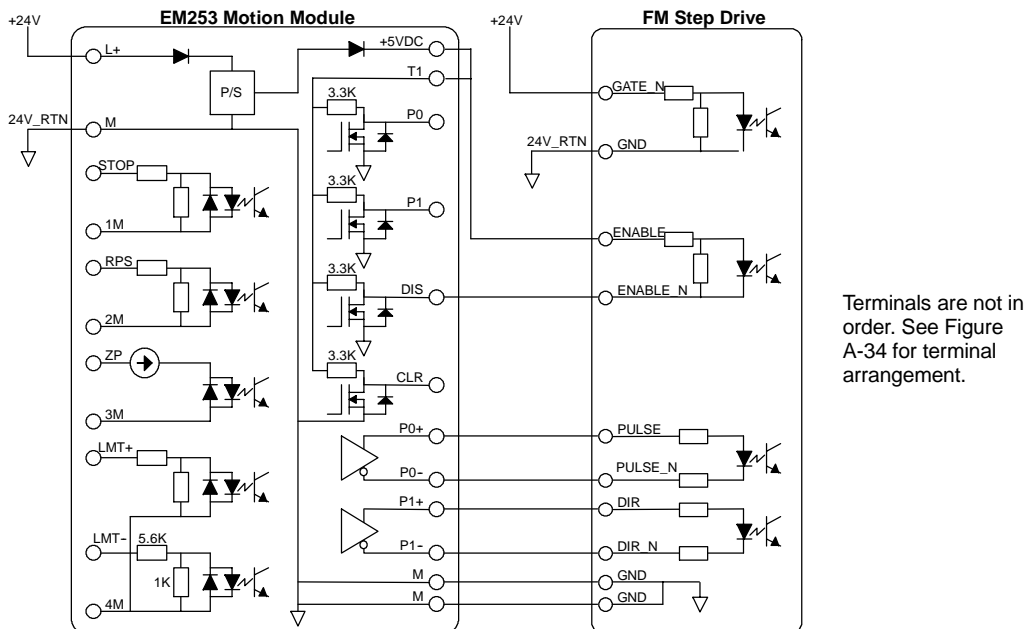 EM253 Motion Module
FM Step Drive
+24V
L+
P/S
24V_RTN
M
STOP
1M
RPS
2M
ZP
3M
LMT+
LMT-
5.6K
1K
4M
+5VDC
T1
3.3K
P0
3.3K
P1
3.3K
DIS
3.3K
CLR
P0+
P0-
P1+
P1-
M
M
+24V
GATE_N
24V_RTN
GND
ENABLE
ENABLE_N
PULSE
PULSE_N
DIR
DIR_N
GND
GND
Terminals are not in
order. See Figure
A-34 for terminal
arrangement.